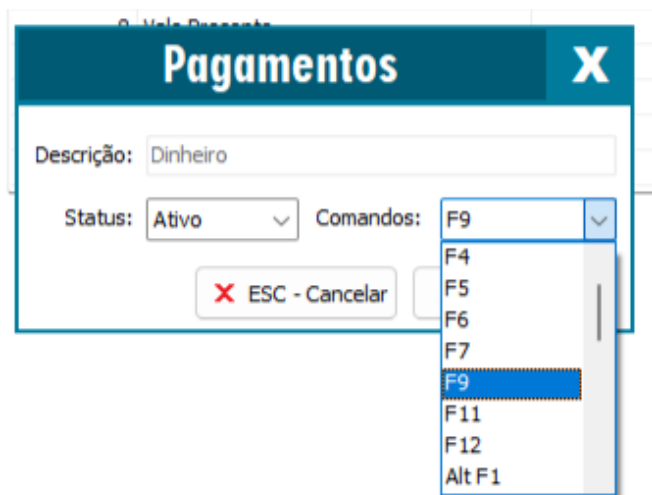 Pagamentos X
Descrição: Dinheiro
Status: Ativo Comandos: F9
F4
F5
F6
F7
F9
F11
F12
Alt F1
ESC - Cancelar